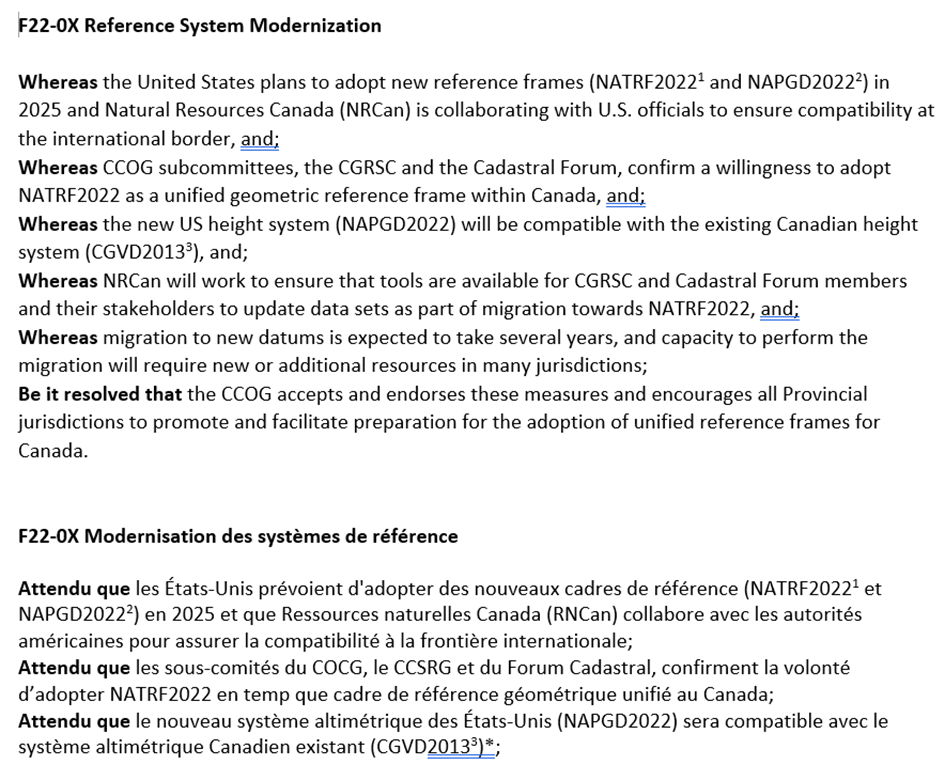 F22-0X Reference System Modernization
Whereas the United States plans to adopt new reference frames (NATRF2022¹ and NAPGD2022²) in
2025 and Natural Resources Canada (NRCan) is collaborating with U.S. officials to ensure compatibility at
the international border, and;
Whereas CCOG subcommittees, the CGRSC and the Cadastral Forum, confirm a willingness to adopt
NATRF2022 as a unified geometric reference frame within Canada, and;
Whereas the new US height system (NAPGD2022) will be compatible with the existing Canadian height
system (CGVD2013³), and;
Whereas NRCan will work to ensure that tools are available for CGRSC and Cadastral Forum members
and their stakeholders to update data sets as part of migration towards NATRF2022, and;
Whereas migration to new datums is expected to take several years, and capacity to perform the
migration will require new or additional resources in many jurisdictions;
Be it resolved that the CCOG accepts and endorses these measures and encourages all Provincial
jurisdictions to promote and facilitate preparation for the adoption of unified reference frames for
Canada.
F22-0X Modernisation des systèmes de référence
Attendu que les États-Unis prévoient d'adopter des nouveaux cadres de référence (NATRF2022¹ et
NAPGD2022²) en 2025 et que Ressources naturelles Canada (RNCan) collabore avec les autorités
américaines pour assurer la compatibilité à la frontière internationale;
Attendu que les sous-comités du COCG, le CCSRG et du Forum Cadastral, confirment la volonté
d’adopter NATRF2022 en temp que cadre de référence géométrique unifié au Canada;
Attendu que le nouveau système altimétrique des États-Unis (NAPGD2022) sera compatible avec le
système altimétrique Canadien existant (CGVD2013³)*;